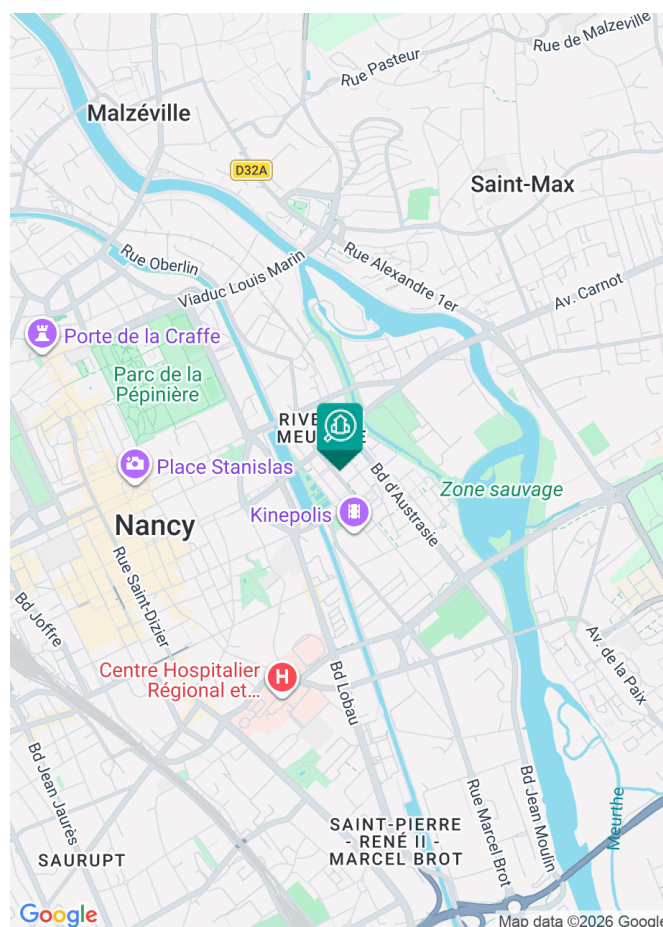 Rue de Malzeville
Rue Pasteur
Malzéville
D32A
Saint-Max
Rue Oberlin
Rue Alexandre 1er
Viaduc Louis Marin
Av. Carnot
Porte de la Craffe
Parc de la
Pépinière
Place Stanislas
Bd d'Austrasie
Zone sauvage
Kinepolis
Nancy
Rue Saint-Dizier
Bd Joffre
Av. de la Paix
Centre Hospitalier
Régional et...
H
Bd Lobau
Bd Jean Jaurès
Rue Marcel Brot
Bd Jean Moulin
Meurthe
SAINT-PIERRE
- RENÉ II -
MARCEL BROT
SAURUPT
Google
Map data ©2026 Google